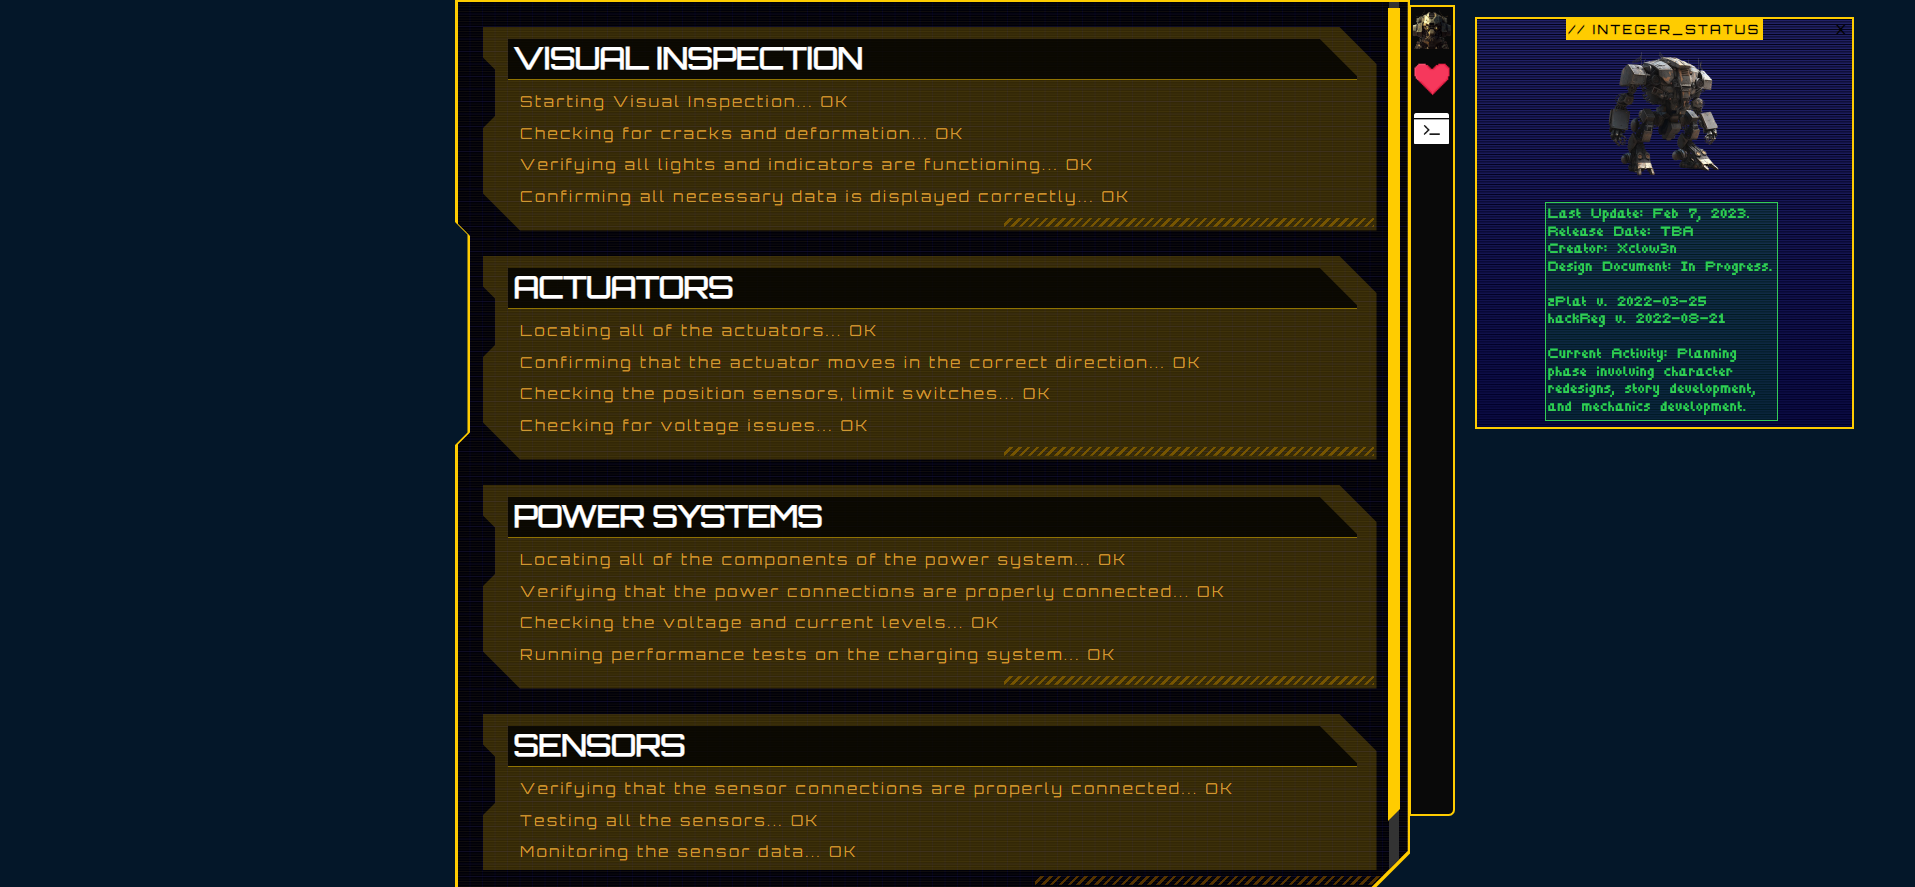 VISUAL INSPECTION
Starting Visual Inspection... OK
Checking for cracks and deformation... OK
Verifying all lights and indicators are functioning... OK
Confirming all necessary data is displayed correctly... OK
ACTUATORS
Locating all of the actuators... OK
Confirming that the actuator moves in the correct direction... OK
Checking the position sensors, limit switches... OK
Checking for voltage issues... OK
POWER SYSTEMS
Locating all of the components of the power system... OK
Verifying that the power connections are properly connected... OK
Checking the voltage and current levels... OK
Running performance tests on the charging system... OK
SENSORS
Verifying that the sensor connections are properly connected... OK
Testing all the sensors... OK
Monitoring the sensor data... OK
>_
// INTEGER_STATUS
X
Last Update: Feb 7, 2023.
Release Date: TBA
Creator: Xclow3n
Design Document: In Progress.
zPlat v. 2022-03-25
hackReg v. 2022-08-21
Current Activity: Planning
phase involving character
redesigns, story development,
and mechanics development.